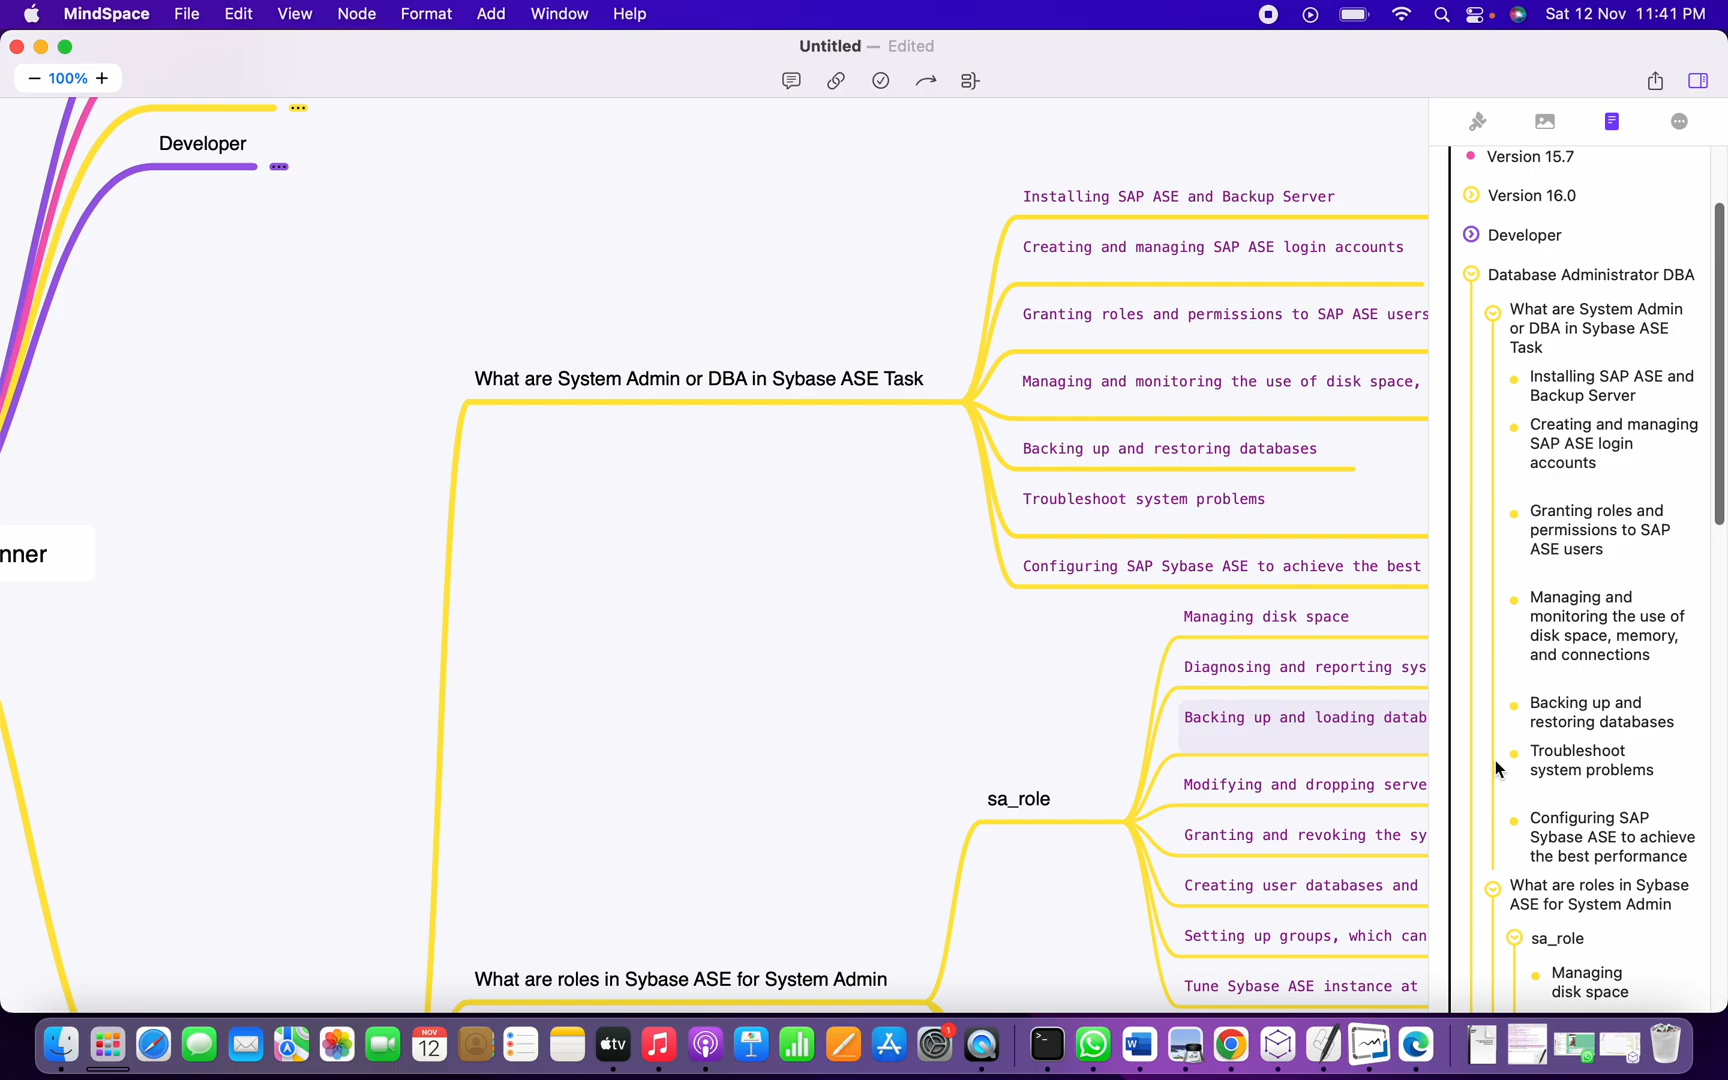 MindSpace File Edit View Node Format Add Window Help
Sat 12 Nov 11:41 PM
Untitled — Edited
− 100% +
Developer
nner
What are System Admin or DBA in Sybase ASE Task
Installing SAP ASE and Backup Server
Creating and managing SAP ASE login accounts
Granting roles and permissions to SAP ASE users
Managing and monitoring the use of disk space,
Backing up and restoring databases
Troubleshoot system problems
Configuring SAP Sybase ASE to achieve the best
What are roles in Sybase ASE for System Admin
sa_role
Managing disk space
Diagnosing and reporting sys
Backing up and loading datab
Modifying and dropping serve
Granting and revoking the sy
Creating user databases and
Setting up groups, which can
Tune Sybase ASE instance at
Version 15.7
Version 16.0
Developer
Database Administrator DBA
What are System Admin
or DBA in Sybase ASE
Task
Installing SAP ASE and
Backup Server
Creating and managing
SAP ASE login
accounts
Granting roles and
permissions to SAP
ASE users
Managing and
monitoring the use of
disk space, memory,
and connections
Backing up and
restoring databases
Troubleshoot
system problems
Configuring SAP
Sybase ASE to achieve
the best performance
What are roles in Sybase
ASE for System Admin
sa_role
Managing
disk space
NOV
12
tv
1